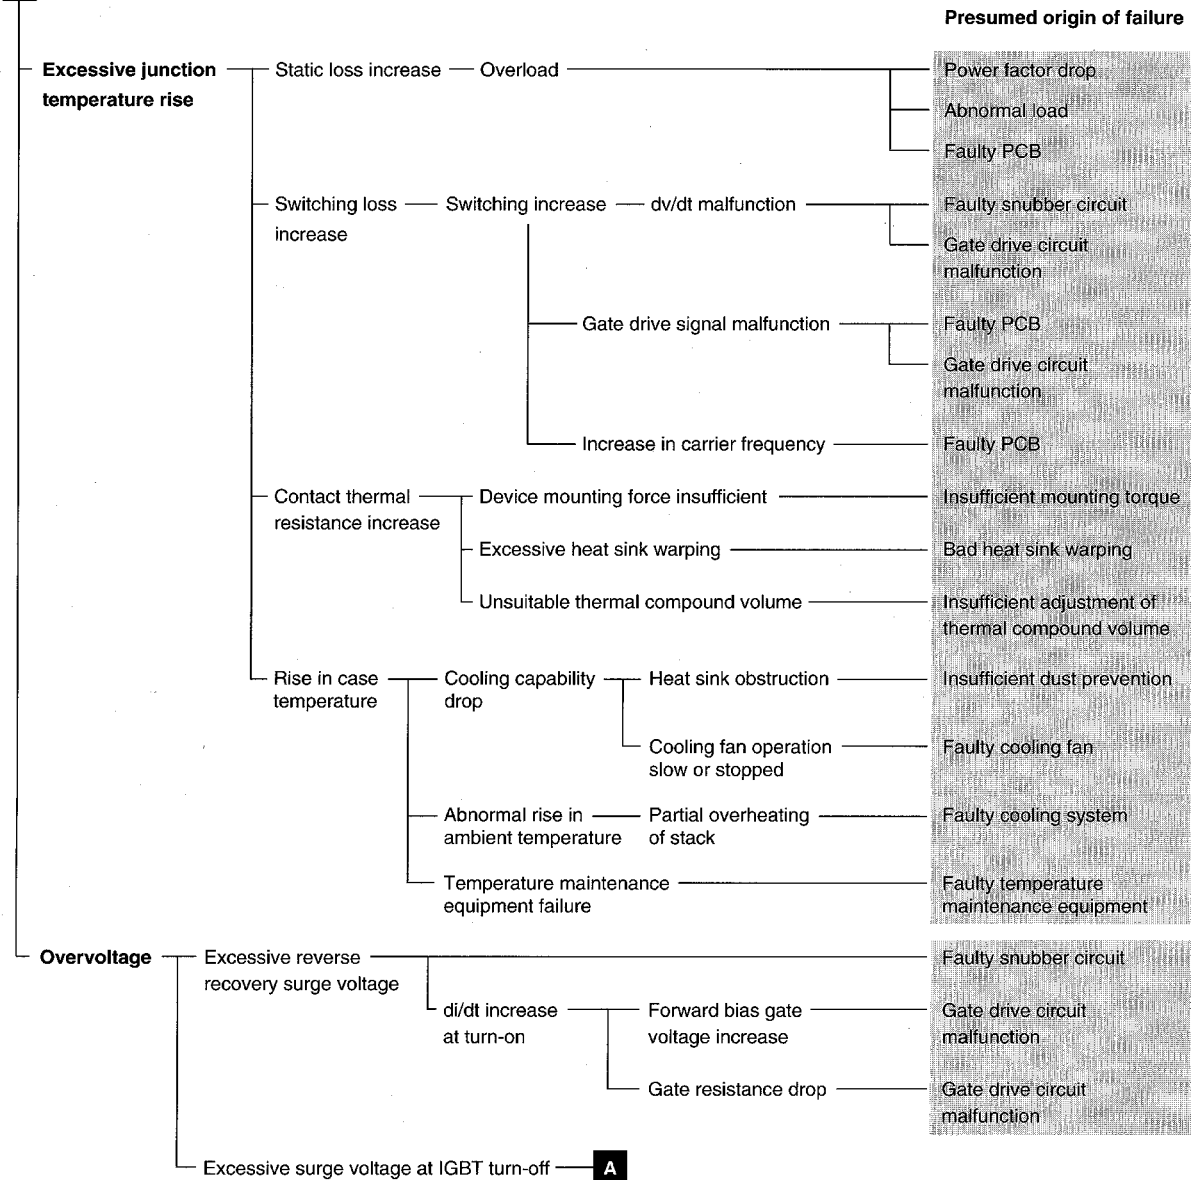 Presumed origin of failure
Excessive junction
temperature rise
Static loss increase
Overload
Power factor drop
Abnormal load
Faulty PCB
Switching loss
increase
Switching increase
dv/dt malfunction
Faulty snubber circuit
Gate drive circuit
malfunction
Gate drive signal malfunction
Faulty PCB
Gate drive circuit
malfunction
Increase in carrier frequency
Faulty PCB
Contact thermal
resistance increase
Device mounting force insufficient
Insufficient mounting torque
Excessive heat sink warping
Bad heat sink warping
Unsuitable thermal compound volume
Insufficient adjustment of
thermal compound volume
Rise in case
temperature
Cooling capability
drop
Heat sink obstruction
Insufficient dust prevention
Cooling fan operation
slow or stopped
Faulty cooling fan
Abnormal rise in
ambient temperature
Partial overheating
of stack
Faulty cooling system
Temperature maintenance
equipment failure
Faulty temperature
maintenance equipment
Overvoltage
Excessive reverse
recovery surge voltage
Faulty snubber circuit
di/dt increase
at turn-on
Forward bias gate
voltage increase
Gate drive circuit
malfunction
Gate resistance drop
Gate drive circuit
malfunction
Excessive surge voltage at IGBT turn-off
A